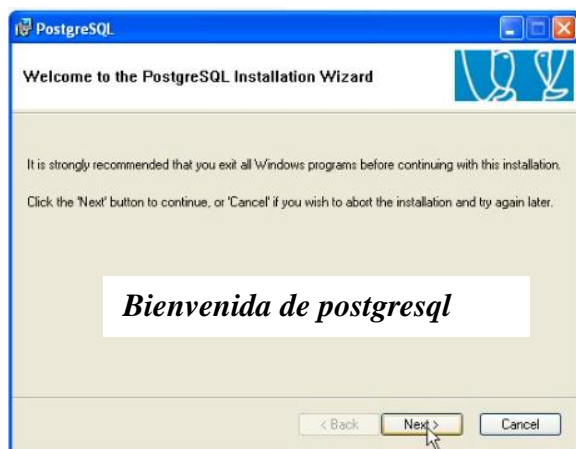 PostgreSQL
Welcome to the PostgreSQL Installation Wizard
It is strongly recommended that you exit all Windows programs before continuing with this installation.
Click the 'Next' button to continue, or 'Cancel' if you wish to abort the installation and try again later.
Bienvenida de postgresql
< Back Next > Cancel